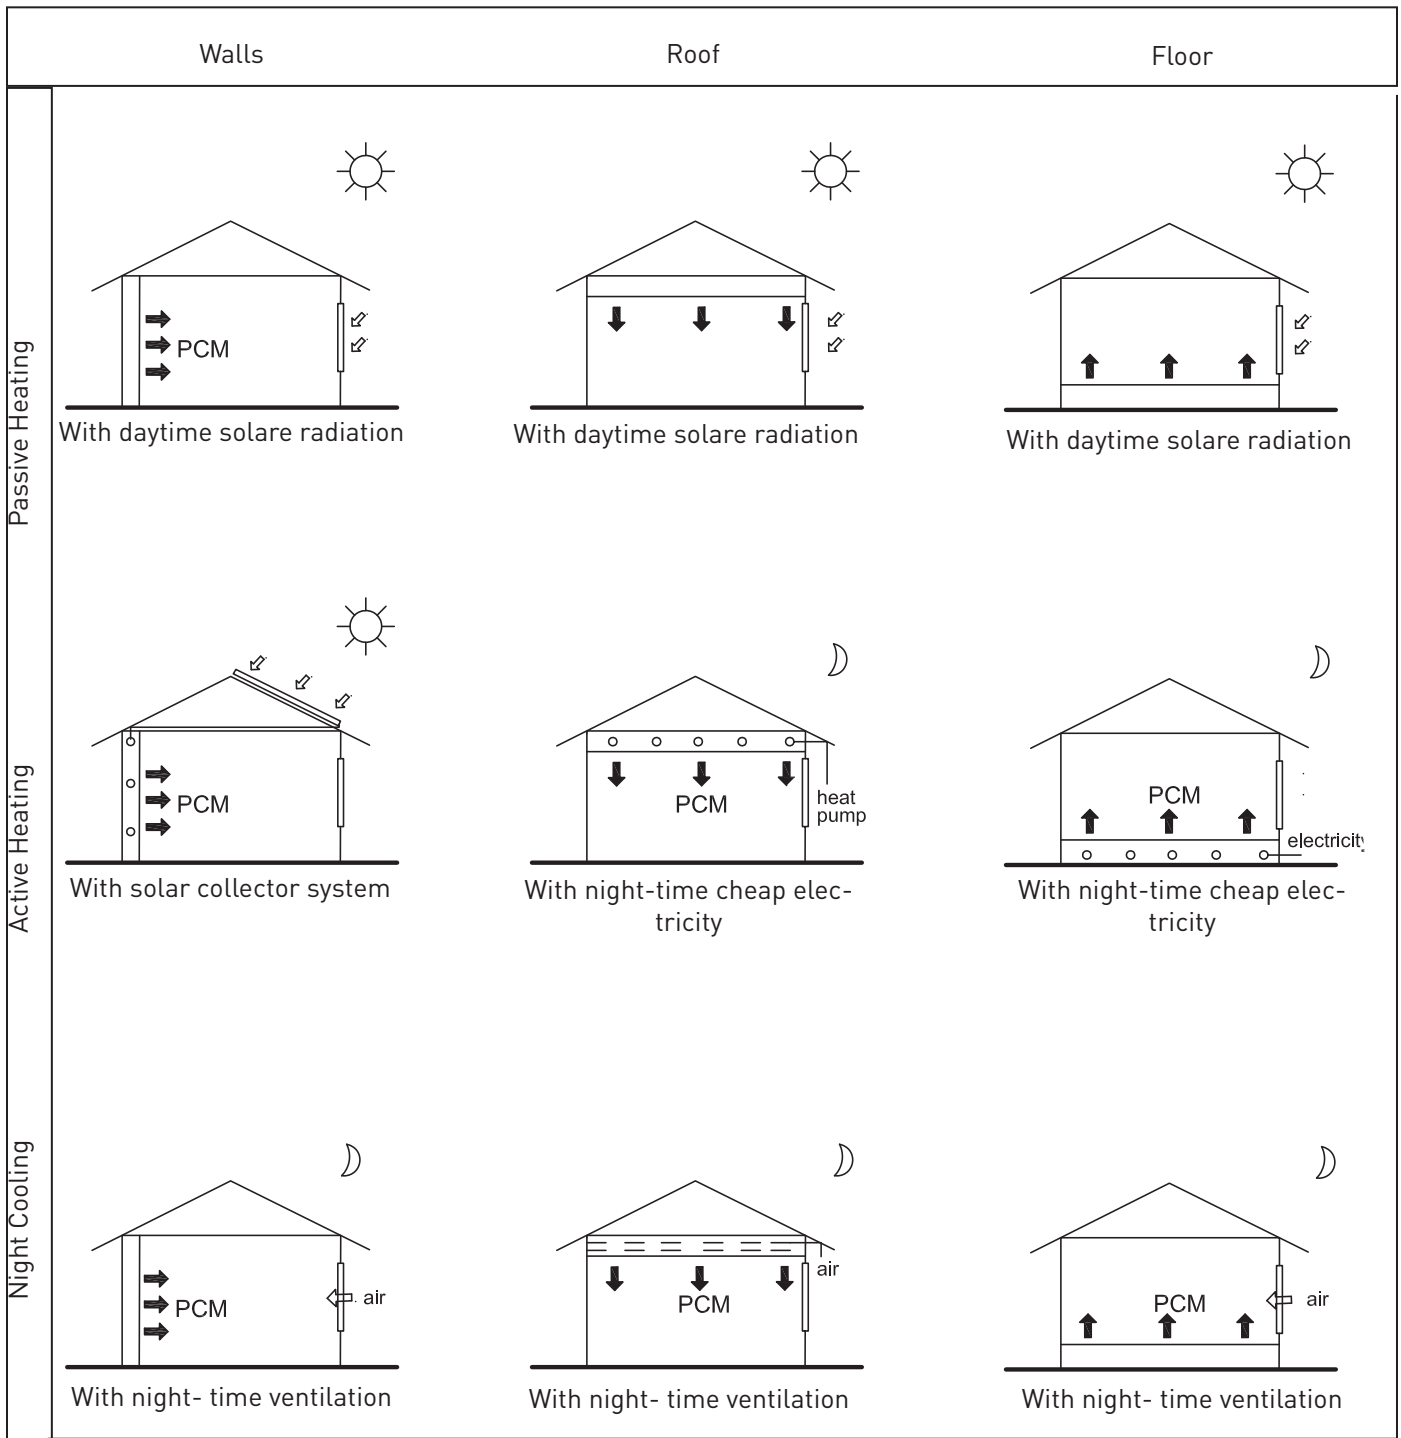 Walls
Roof
Floor
Passive Heating
PCM
With daytime solare radiation
With daytime solare radiation
With daytime solare radiation
Active Heating
PCM
With solar collector system
PCM
heat
pump
With night-time cheap elec-
tricity
PCM
electricity
With night-time cheap elec-
tricity
Night Cooling
PCM
air
With night- time ventilation
air
PCM
With night- time ventilation
PCM
air
With night- time ventilation